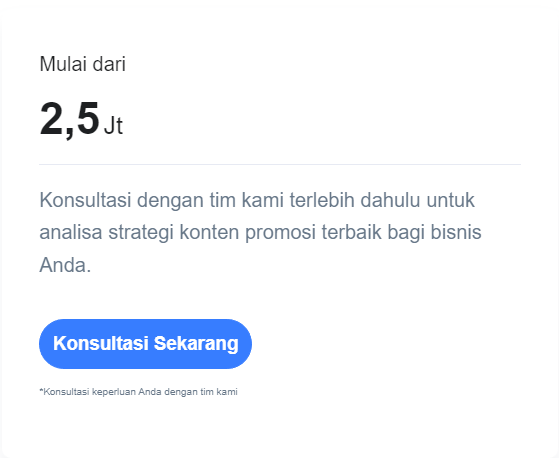 Mulai dari
2,5 Jt
Konsultasi dengan tim kami terlebih dahulu untuk
analisa strategi konten promosi terbaik bagi bisnis
Anda.
Konsultasi Sekarang
*Konsultasi keperluan Anda dengan tim kami